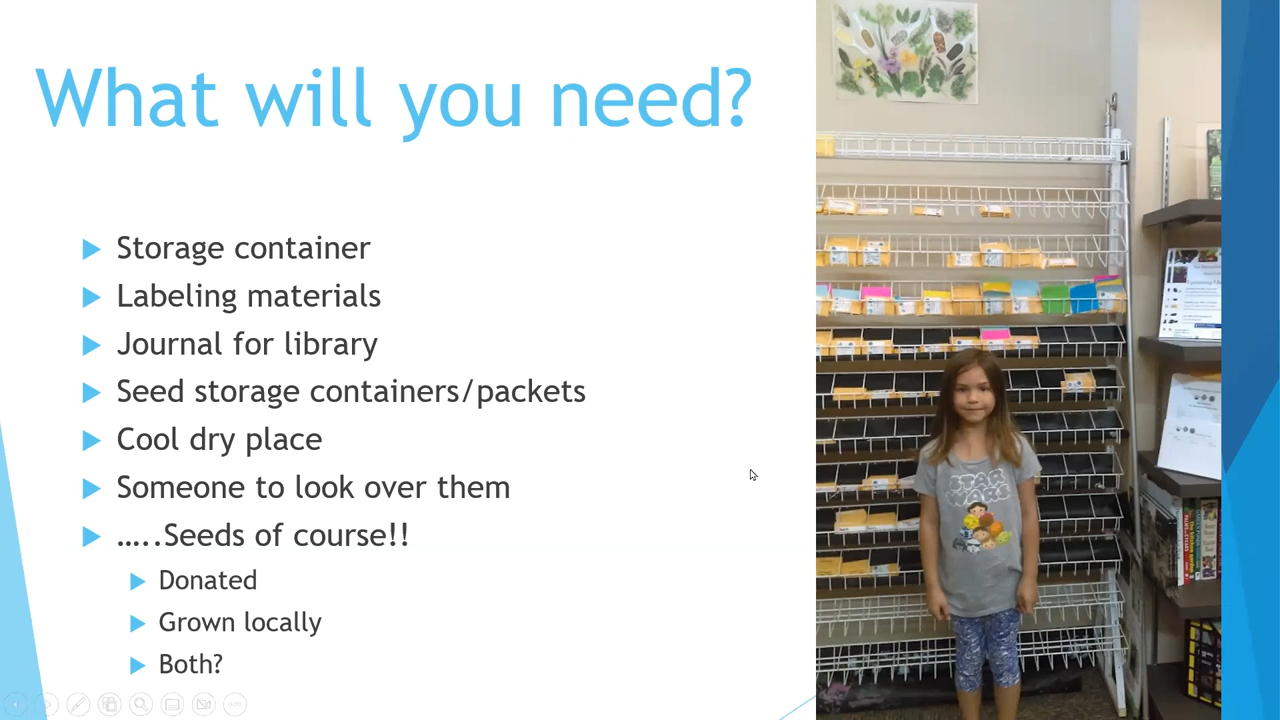 What will you need?
Storage container
Labeling materials
Journal for library
Seed storage containers/packets
Cool dry place
Someone to look over them
…..Seeds of course!!
Donated
Grown locally
Both?
STAR
WARS